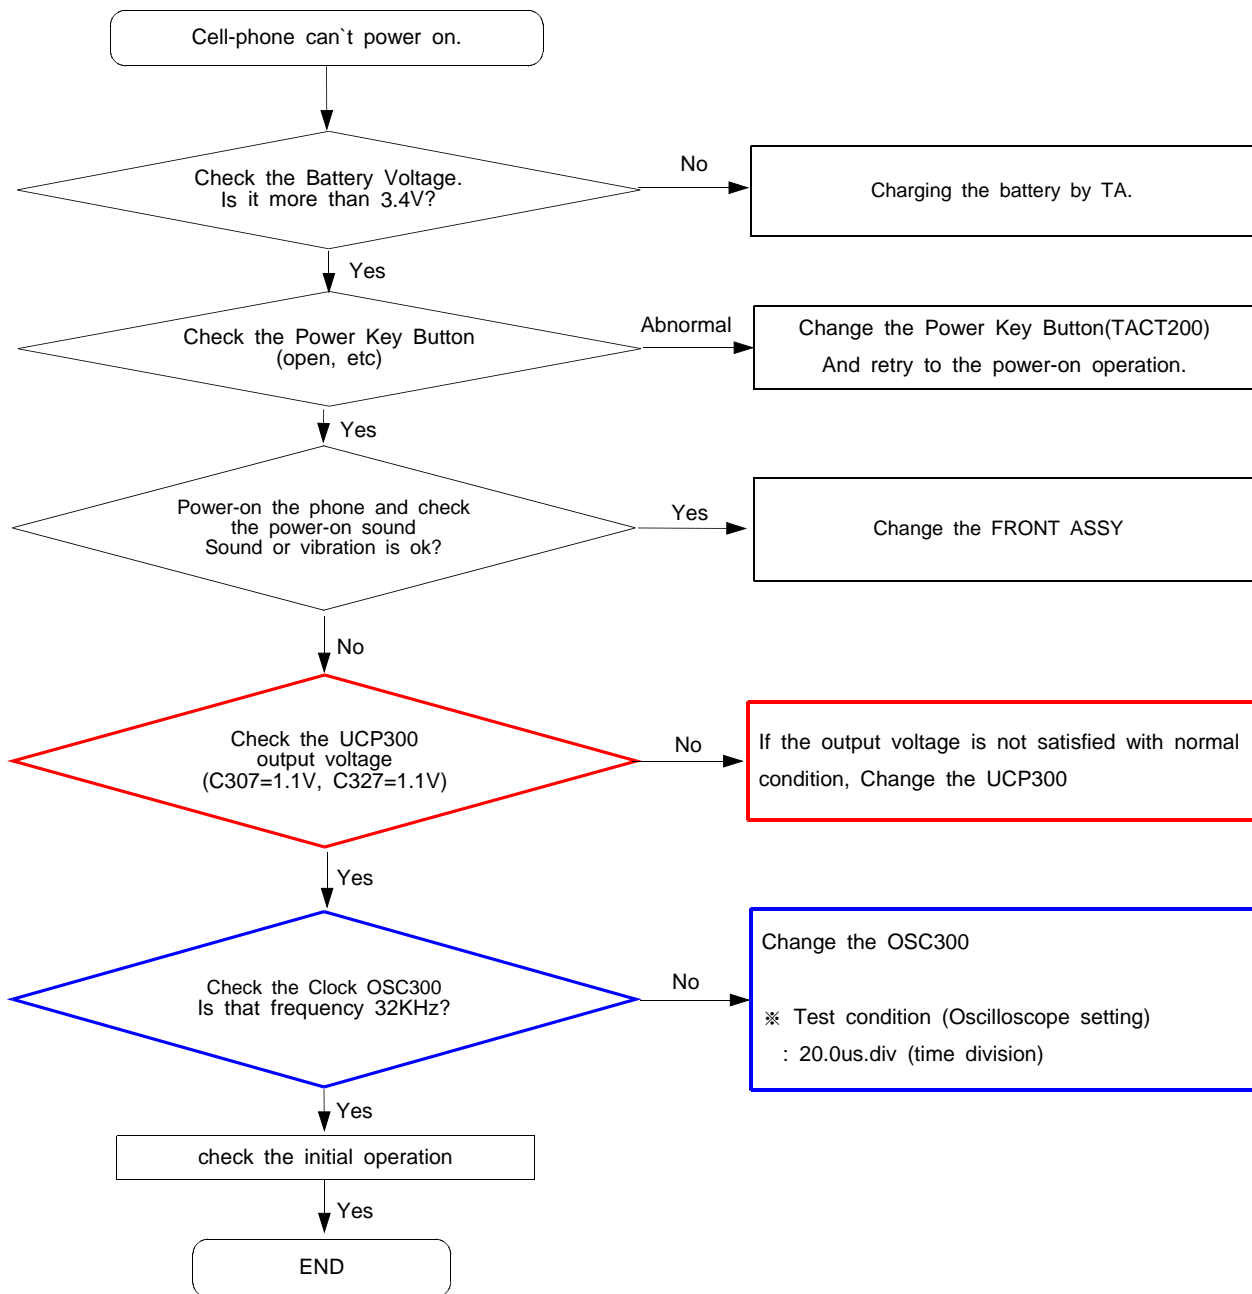 Cell-phone can`t power on.
Check the Battery Voltage.
Is it more than 3.4V?
No
Charging the battery by TA.
Yes
Check the Power Key Button
(open, etc)
Abnormal
Change the Power Key Button(TACT200)
And retry to the power-on operation.
Yes
Power-on the phone and check
the power-on sound
Sound or vibration is ok?
Yes
Change the FRONT ASSY
No
Check the UCP300
output voltage
(C307=1.1V, C327=1.1V)
No
If the output voltage is not satisfied with normal
condition, Change the UCP300
Yes
Check the Clock OSC300
Is that frequency 32KHz?
No
Change the OSC300
※ Test condition (Oscilloscope setting)
: 20.0us.div (time division)
Yes
check the initial operation
Yes
END